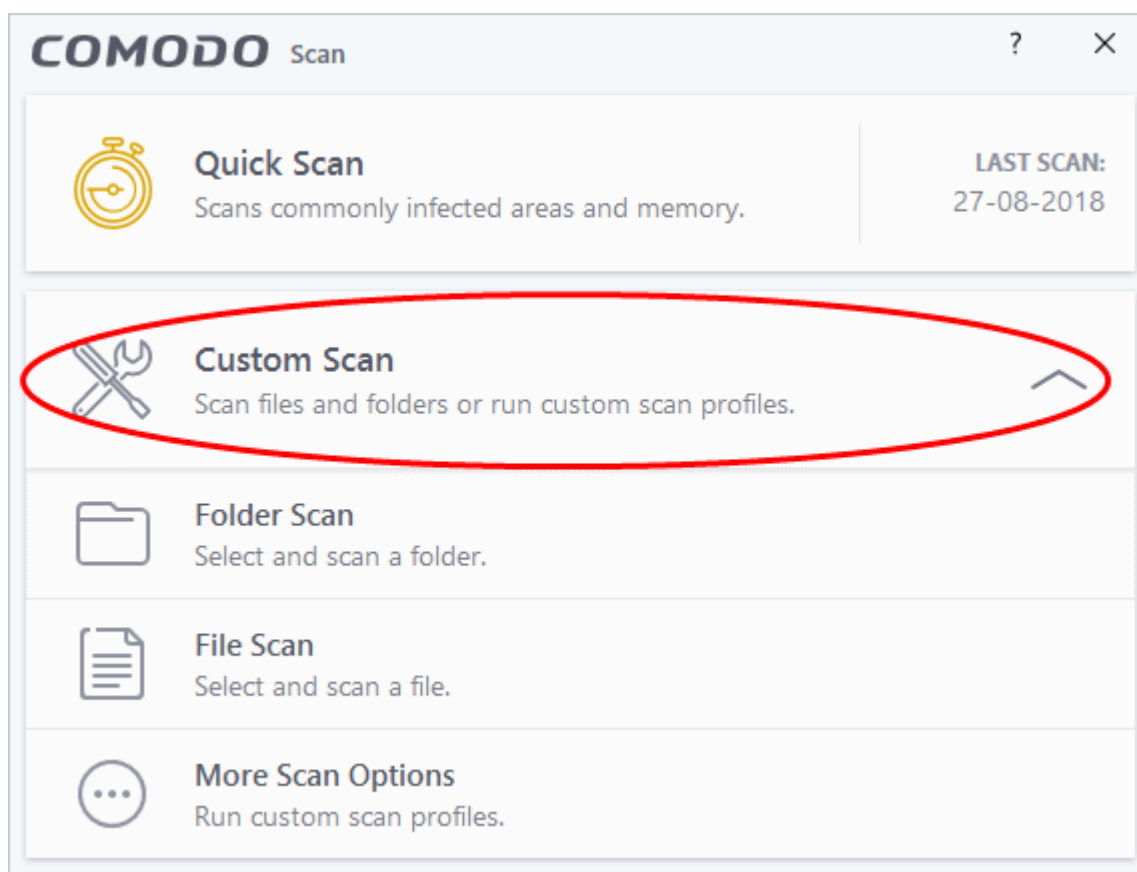 COMODO Scan ?
Quick Scan
Scans commonly infected areas and memory.
LAST SCAN:
27-08-2018
Custom Scan
Scan files and folders or run custom scan profiles.
Folder Scan
Select and scan a folder.
File Scan
Select and scan a file.
More Scan Options
Run custom scan profiles.